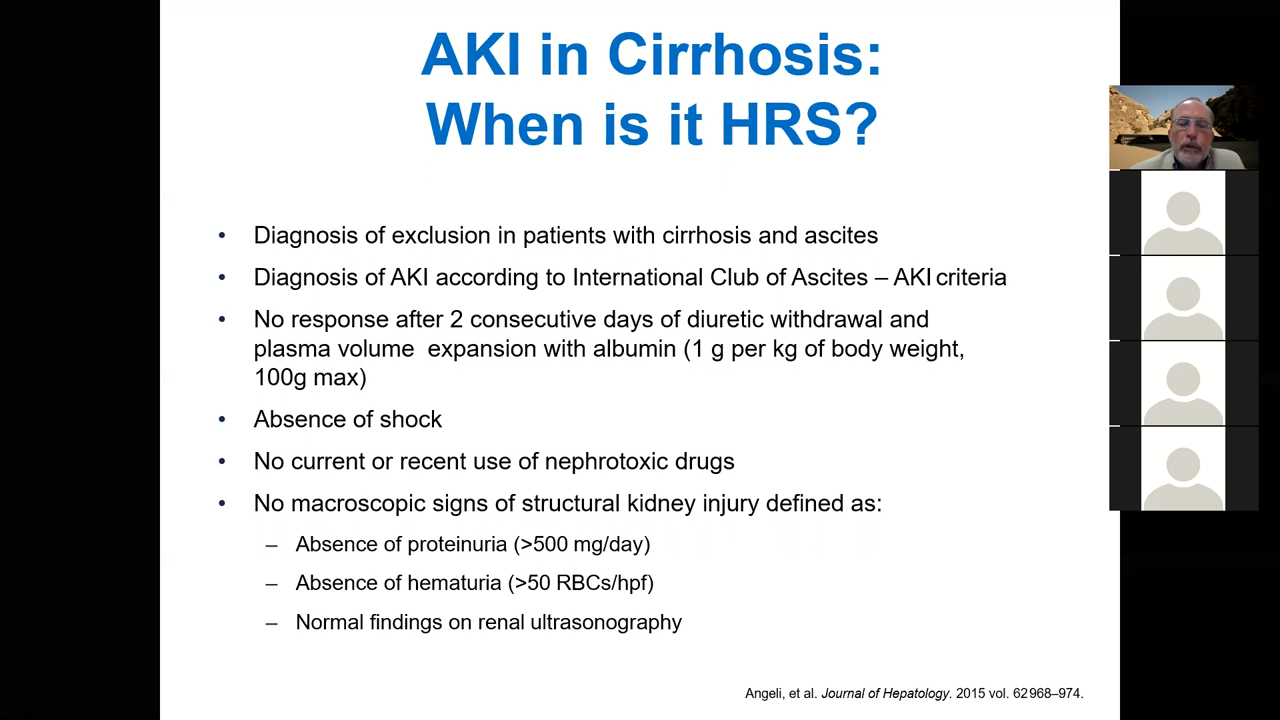 AKI in Cirrhosis:
When is it HRS?
• Diagnosis of exclusion in patients with cirrhosis and ascites
• Diagnosis of AKI according to International Club of Ascites – AKI criteria
• No response after 2 consecutive days of diuretic withdrawal and
plasma volume expansion with albumin (1 g per kg of body weight,
100g max)
• Absence of shock
• No current or recent use of nephrotoxic drugs
• No macroscopic signs of structural kidney injury defined as:
– Absence of proteinuria (>500 mg/day)
– Absence of hematuria (>50 RBCs/hpf)
– Normal findings on renal ultrasonography
Angeli, et al. Journal of Hepatology. 2015 vol. 62 968–974.